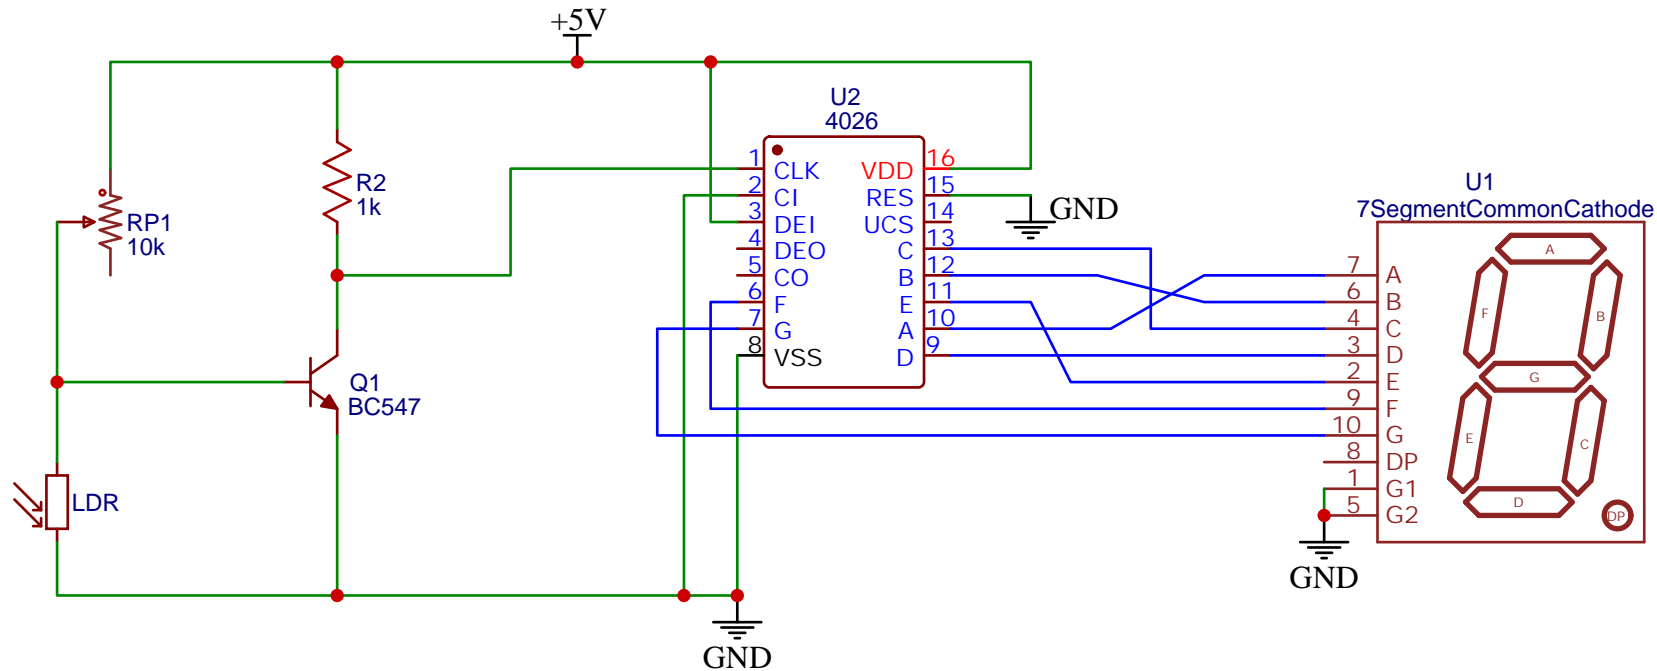 +5V
U2
4026
1 CLK
2 CI
3 DEI
4 DEO
5 CO
6 F
7 G
8 VSS
VDD 16
RES 15
UCS 14
C 13
B 12
E 11
A 10
D 9
GND
R2
1k
RP1
10k
Q1
BC547
LDR
GND
U1
7SegmentCommonCathode
7 A
6 B
4 C
3 D
2 E
9 F
10 G
8 DP
1 G1
5 G2
A
F
B
G
E
C
D
DP
GND